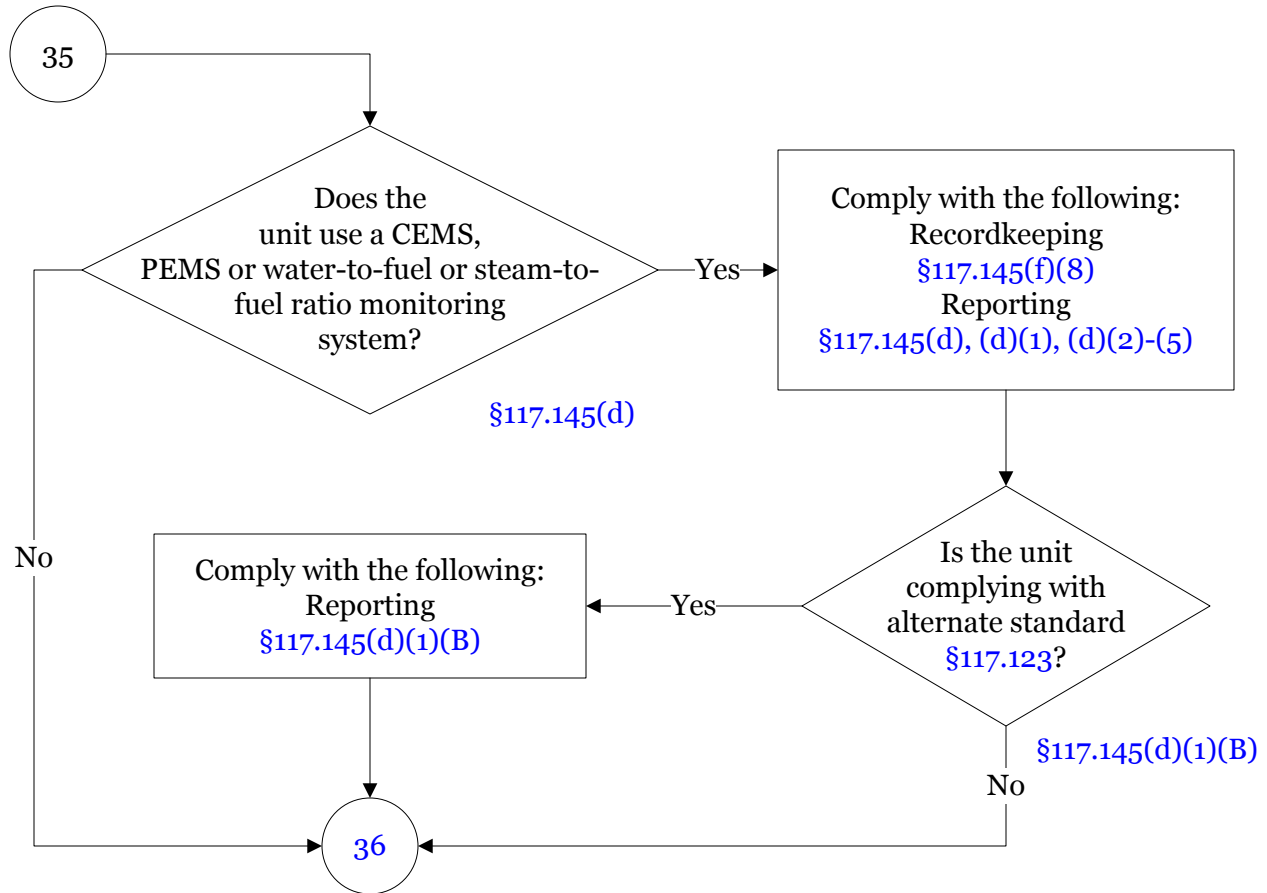 35
Does the
unit use a CEMS,
PEMS or water-to-fuel or steam-to-
fuel ratio monitoring
system?
§117.145(d)
Yes
Comply with the following:
Recordkeeping
§117.145(f)(8)
Reporting
§117.145(d), (d)(1), (d)(2)-(5)
No
Is the unit
complying with
alternate standard
§117.123?
§117.145(d)(1)(B)
Yes
Comply with the following:
Reporting
§117.145(d)(1)(B)
No
36